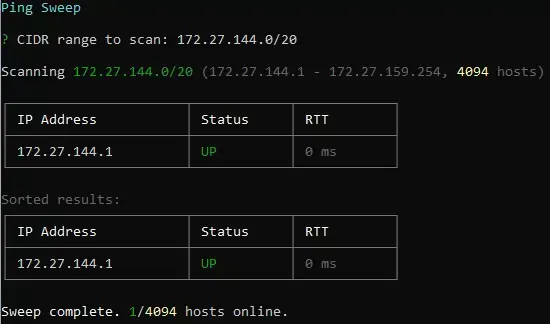 Ping Sweep
? CIDR range to scan: 172.27.144.0/20
Scanning 172.27.144.0/20 (172.27.144.1 - 172.27.159.254, 4094 hosts)
IP Address Status RTT
172.27.144.1 UP 0 ms
Sorted results:
IP Address Status RTT
172.27.144.1 UP 0 ms
Sweep complete. 1/4094 hosts online.